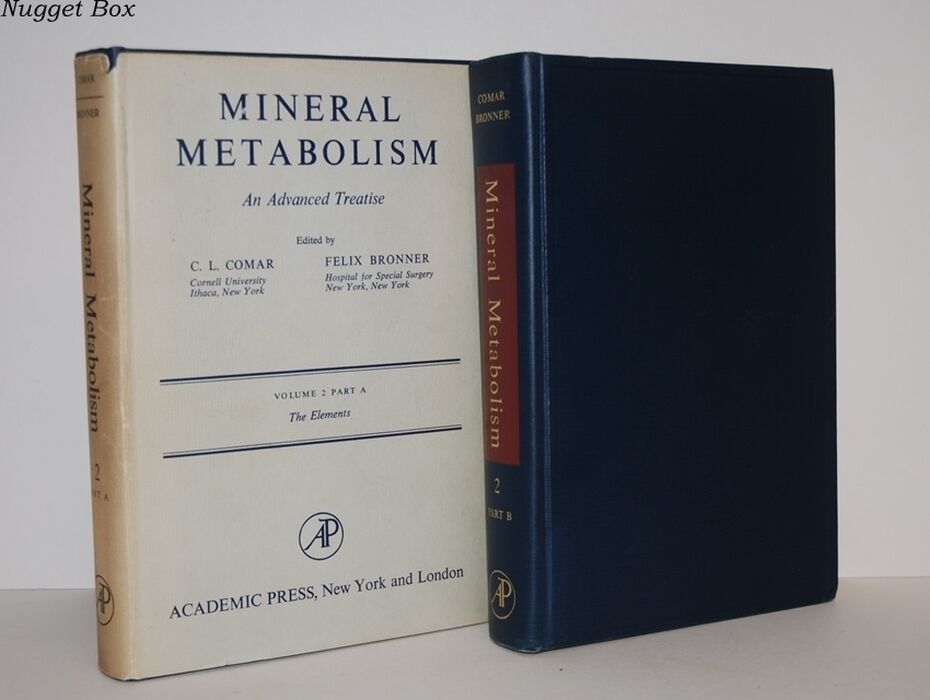 Nugget Box
COMAR
BRONNER
Mineral Metabolism
2
PART A
AP
MINERAL
METABOLISM
An Advanced Treatise
Edited by
C. L. COMAR
Cornell University
Ithaca, New York
FELIX BRONNER
Hospital for Special Surgery
New York, New York
VOLUME 2 PART A
The Elements
AP
ACADEMIC PRESS, New York and London
COMAR
BRONNER
Mineral Metabolism
2
PART B
AP